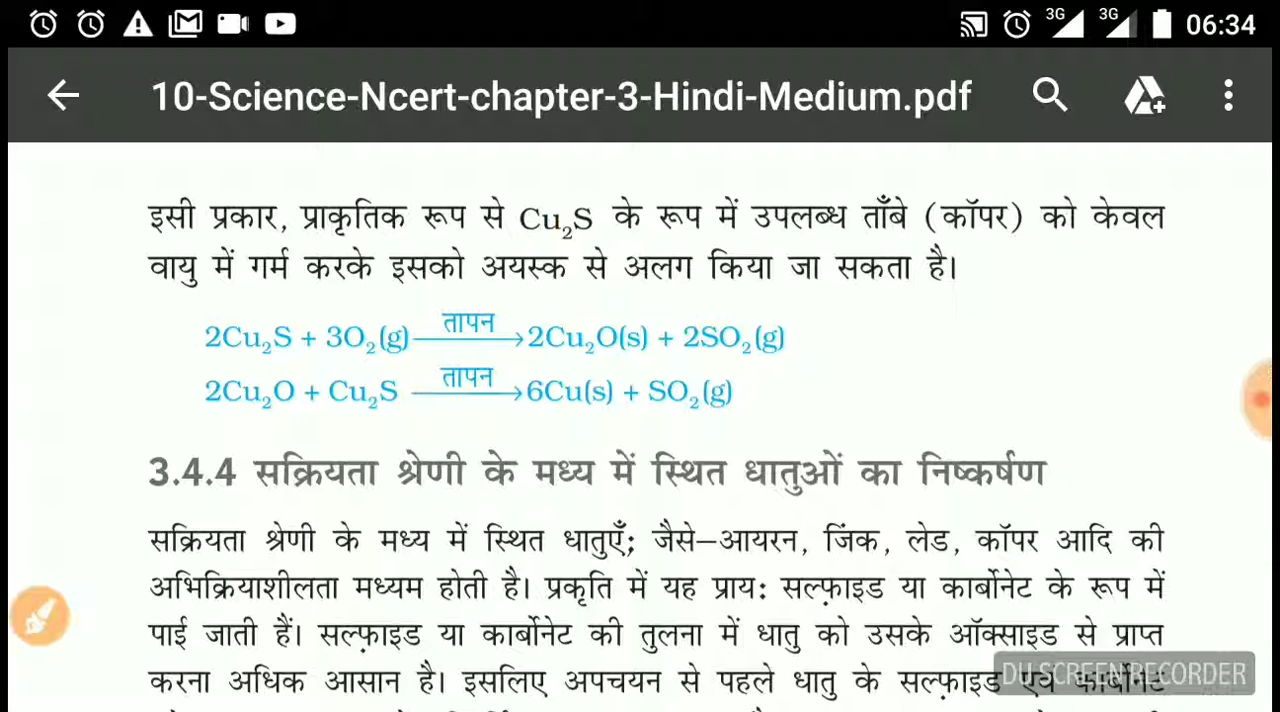 3G 3G 06:34
10-Science-Ncert-chapter-3-Hindi-Medium.pdf
इसी प्रकार, प्राकृतिक रूप से Cu₂S के रूप में उपलब्ध ताँबे (कॉपर) को केवल
वायु में गर्म करके इसको अयस्क से अलग किया जा सकता है।
2Cu₂S + 3O₂(g) —तापन→ 2Cu₂O(s) + 2SO₂(g)
2Cu₂O + Cu₂S —तापन→ 6Cu(s) + SO₂(g)
3.4.4 सक्रियता श्रेणी के मध्य में स्थित धातुओं का निष्कर्षण
सक्रियता श्रेणी के मध्य में स्थित धातुएँ; जैसे–आयरन, जिंक, लेड, कॉपर आदि की
अभिक्रियाशीलता मध्यम होती है। प्रकृति में यह प्राय: सल्फ़ाइड या कार्बोनेट के रूप में
पाई जाती हैं। सल्फ़ाइड या कार्बोनेट की तुलना में धातु को उसके ऑक्साइड से प्राप्त
करना अधिक आसान है। इसलिए अपचयन से पहले धातु के सल्फ़ाइड एवं कार्बोनेट
DU SCREEN RECORDER